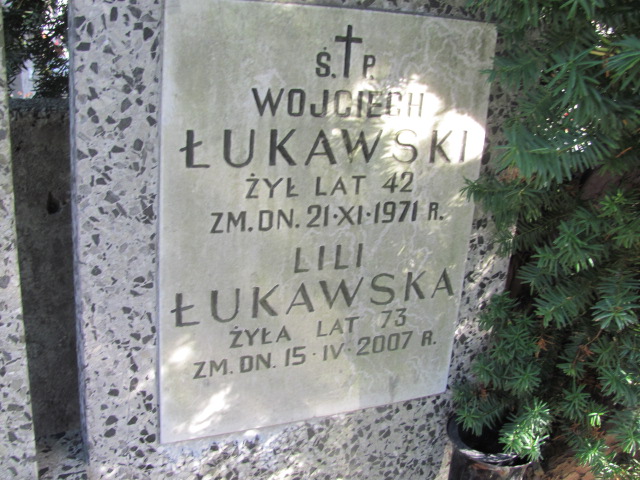 Ś. P.
WOJCIECH
ŁUKAWSKI
ŻYŁ LAT 42
ZM. DN. 21·XI·1971 R.
LILI
ŁUKAWSKA
ŻYŁA LAT 73
ZM. DN. 15·IV·2007 R.